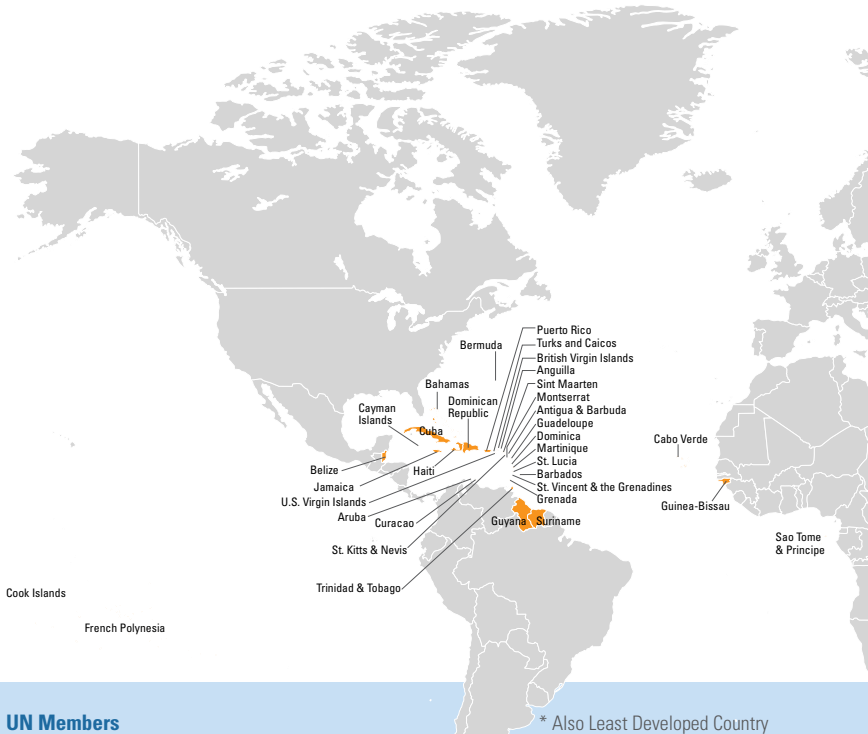 Puerto Rico
Turks and Caicos
Bermuda
British Virgin Islands
Anguilla
Sint Maarten
Bahamas
Montserrat
Dominican
Republic
Antigua & Barbuda
Cayman
Islands
Guadeloupe
Cuba
Dominica
Cabo Verde
Martinique
St. Lucia
Belize
Haiti
Barbados
Jamaica
St. Vincent & the Grenadines
U.S. Virgin Islands
Grenada
Guinea-Bissau
Aruba
Curacao
Guyana
Suriname
Sao Tome
& Principe
St. Kitts & Nevis
Trinidad & Tobago
Cook Islands
French Polynesia
UN Members
* Also Least Developed Country